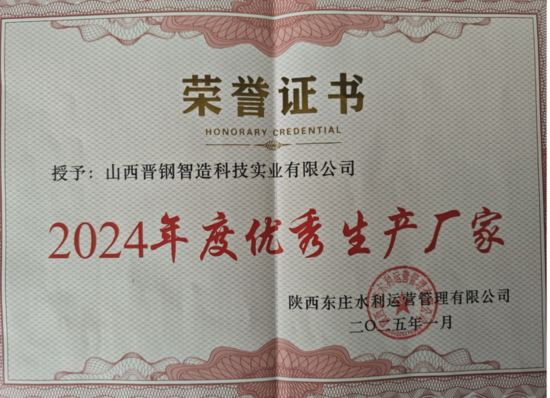 荣誉证书
HONORARY CREDENTIAL
授予：山西晋钢智造科技实业有限公司
2024年度优秀生产厂家
陕西东庄水利运营管理有限公司
二〇二五年一月